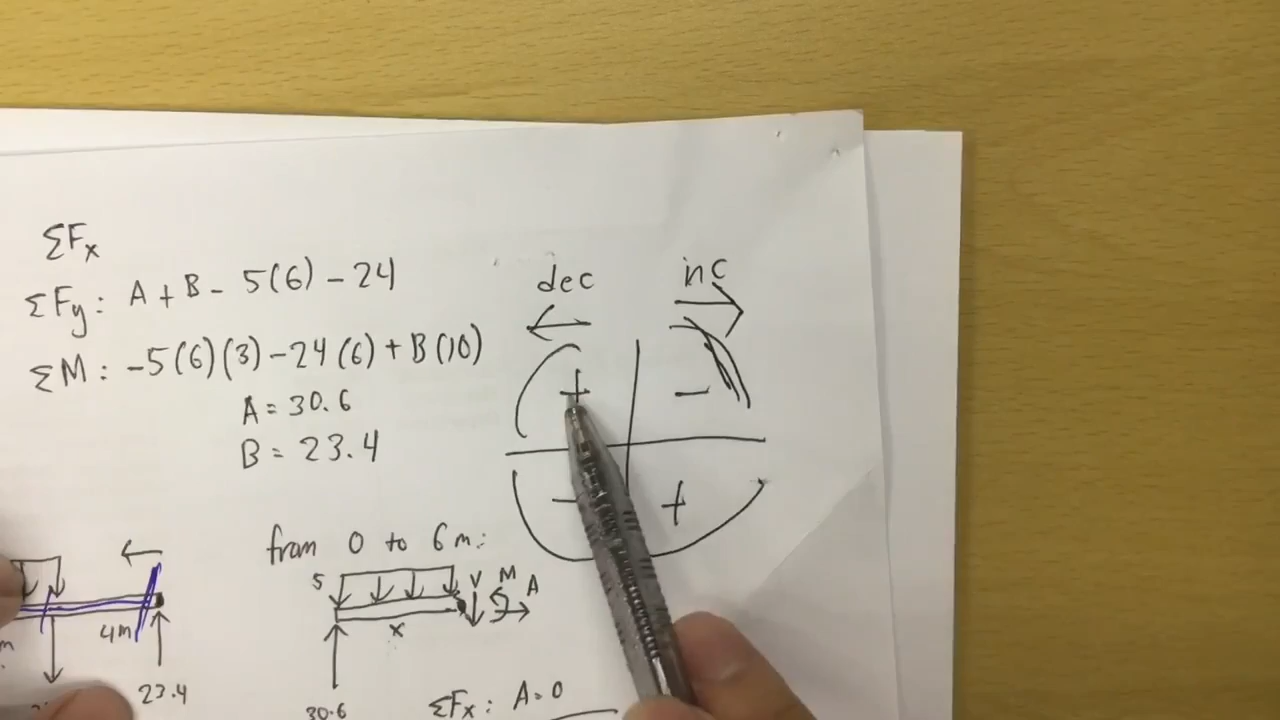 ΣFx
ΣFy: A + B - 5(6) - 24
ΣM: -5(6)(3) - 24(6) + B(10)
A = 30.6
B = 23.4
dec inc
+ -
- +
from 0 to 6m:
5 V M A
x
4m
23.4
30.6
ΣFx: A = 0